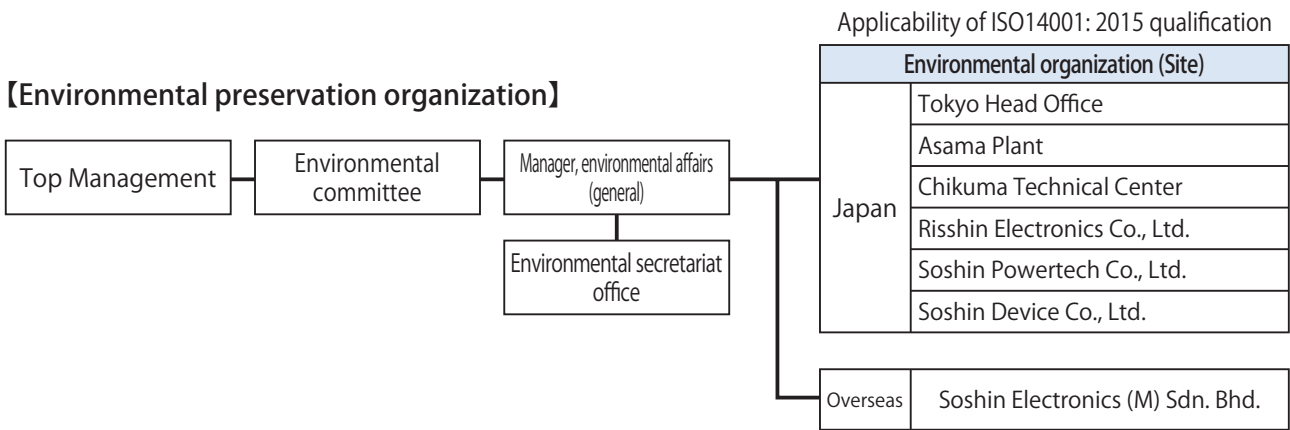 Applicability of ISO14001: 2015 qualification
【Environmental preservation organization】
Top Management
Environmental
committee
Manager, environmental affairs
(general)
Environmental secretariat
office
Environmental organization (Site)
Japan
Tokyo Head Office
Asama Plant
Chikuma Technical Center
Risshin Electronics Co., Ltd.
Soshin Powertech Co., Ltd.
Soshin Device Co., Ltd.
Overseas
Soshin Electronics (M) Sdn. Bhd.